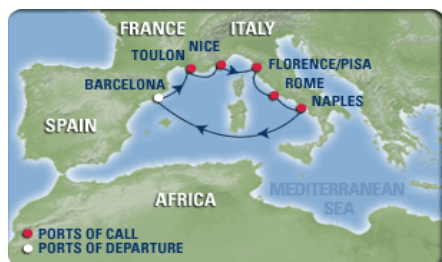 FRANCE
ITALY
TOULON
NICE
FLORENCE/PISA
BARCELONA
ROME
NAPLES
SPAIN
AFRICA
MEDITERRANEAN
SEA
PORTS OF CALL
PORTS OF DEPARTURE